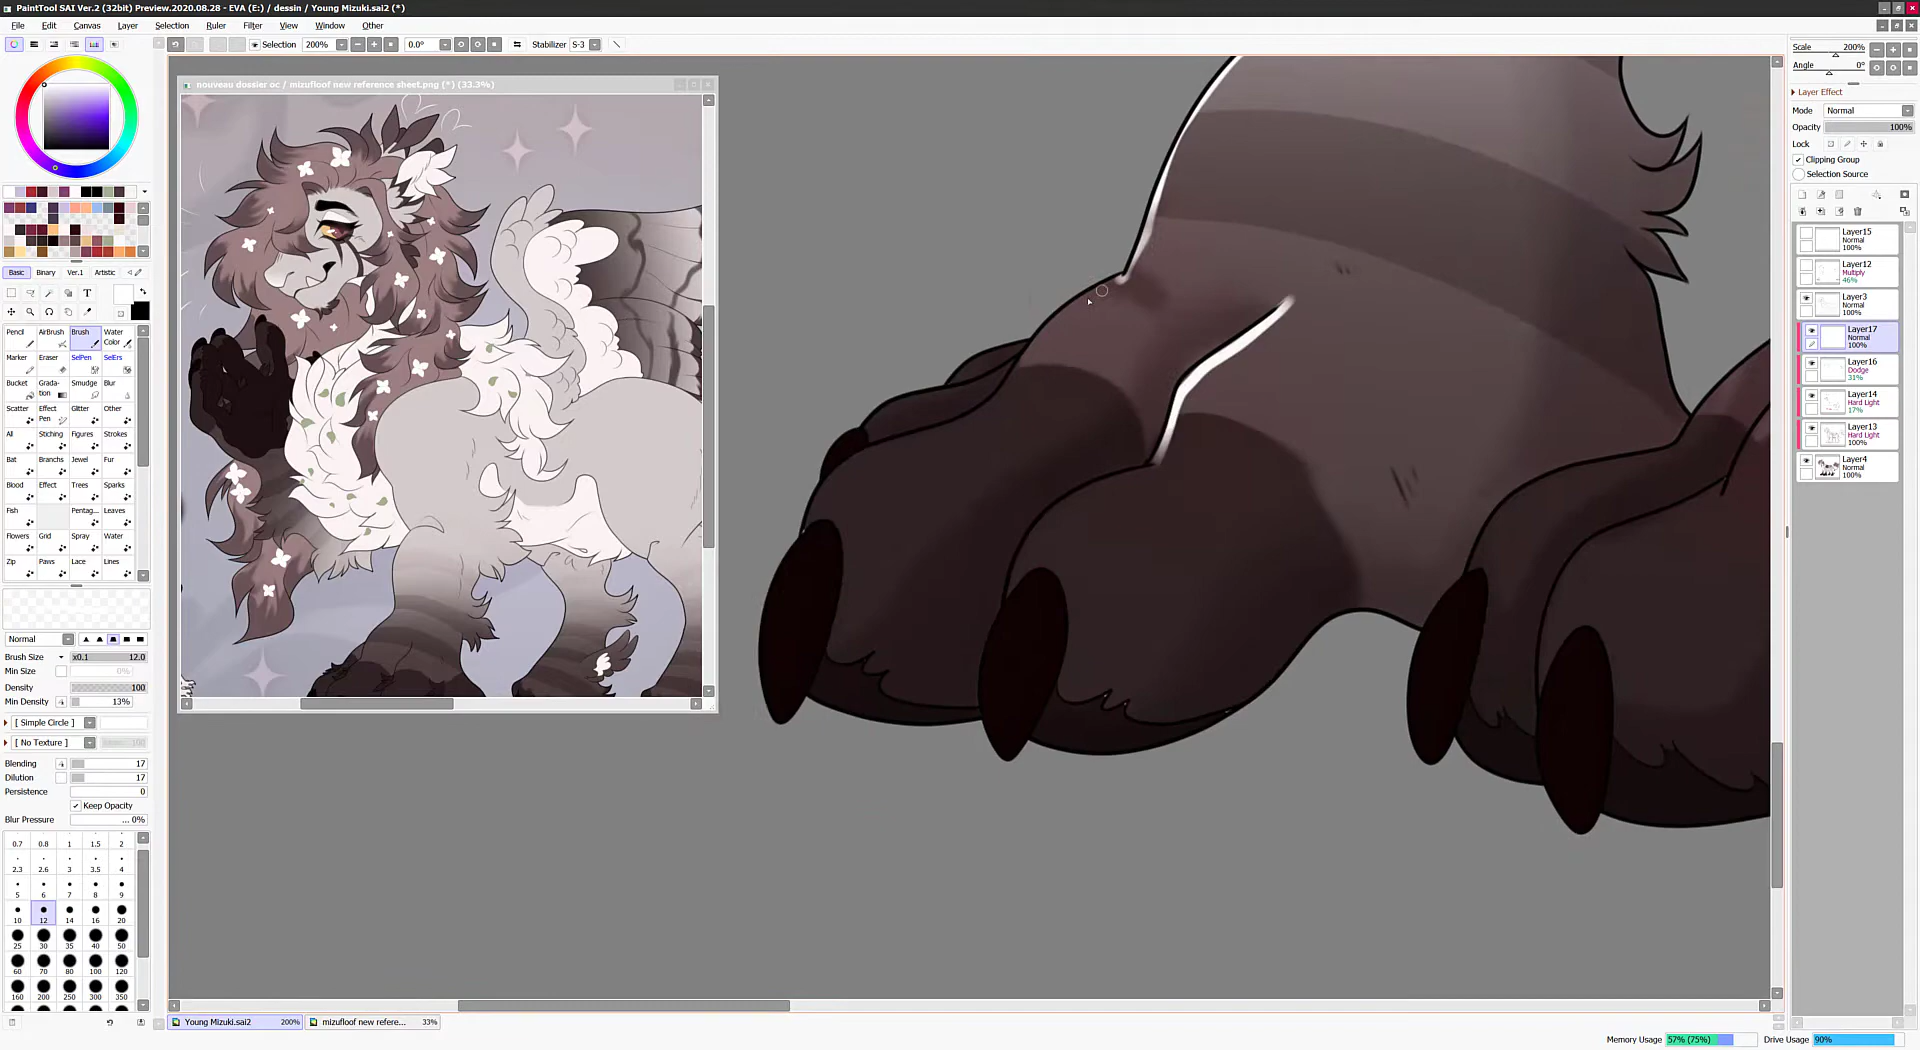 PaintTool SAI Ver.2 (32bit) Preview.2020.08.28 - EVA (E:) / dessin / Young Mizuki.sai2 (*)
File Edit Canvas Layer Selection Ruler Filter View Window Other
Selection 200% 0.0° Stabilizer S-3
nouveau dossier oc / mizufloof new reference sheet.png (*) (33.3%)
Basic Binary Ver.1 Artistic
T
Pencil AirBrush Brush Water Color
Marker Eraser SelPen SelErs
Bucket Grada-tion Smudge Blur
Scatter Effect Pen Glitter Other
All Stiching Figures Strokes
Bat Branchs Jewel Fur
Blood Effect Trees Sparks
Fish Pentag... Leaves
Flowers Grid Spray Water
Zip Paws Lace Lines
Normal
Brush Size x0.1 12.0
Min Size 0%
Density 100
Min Density 13%
[ Simple Circle ]
[ No Texture ] 100
Blending 17
Dilution 17
Persistence 0
Keep Opacity
Blur Pressure ... 0%
0.7 0.8 1 1.5 2
2.3 2.6 3 3.5 4
5 6 7 8 9
10 12 14 16 20
25 30 35 40 50
60 70 80 100 120
160 200 250 300 350
Young Mizuki.sai2 200% mizufloof new refere... 33%
Scale 200%
Angle 0°
Layer Effect
Mode Normal
Opacity 100%
Lock
Clipping Group
Selection Source
Layer15
Normal
100%
Layer12
Multiply
46%
Layer3
Normal
100%
Layer17
Normal
100%
Layer16
Dodge
31%
Layer14
Hard Light
17%
Layer13
Hard Light
100%
Layer4
Normal
100%
Memory Usage 57% (75%) Drive Usage 90%